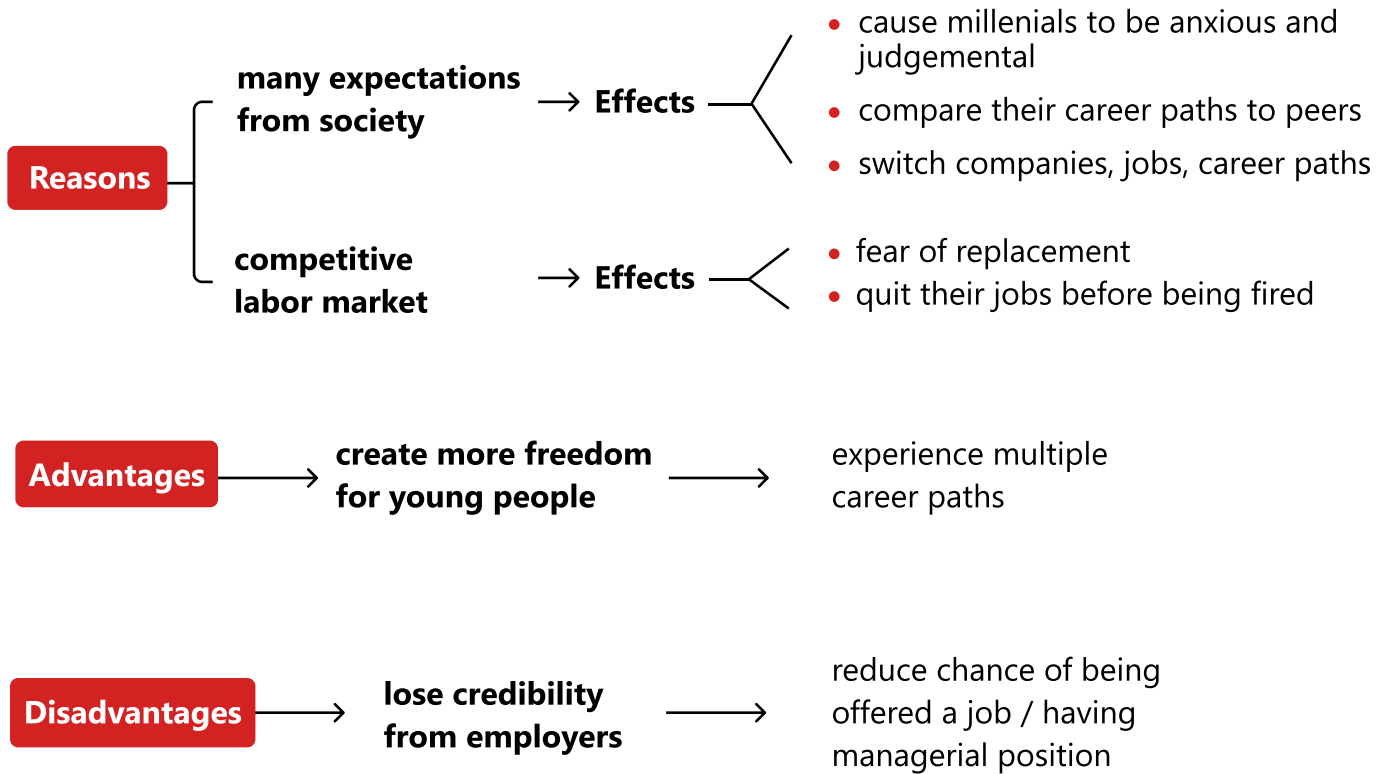 Reasons
many expectations
from society
Effects
• cause millenials to be anxious and
judgemental
• compare their career paths to peers
• switch companies, jobs, career paths
competitive
labor market
Effects
• fear of replacement
• quit their jobs before being fired
Advantages
create more freedom
for young people
experience multiple
career paths
Disadvantages
lose credibility
from employers
reduce chance of being
offered a job / having
managerial position